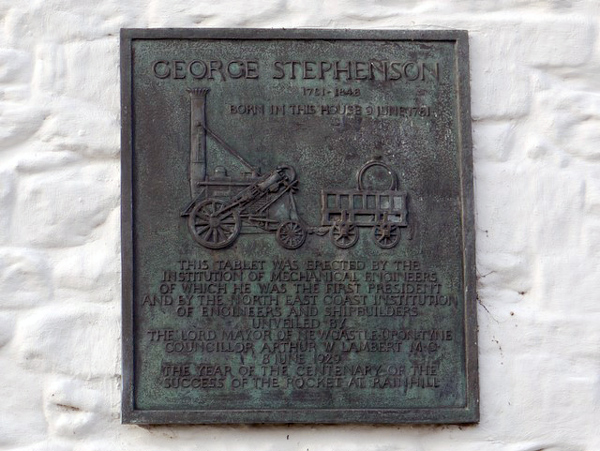 GEORGE STEPHENSON
1781-1848
BORN IN THIS HOUSE 9 JUNE 1781
THIS TABLET WAS ERECTED BY THE
INSTITUTION OF MECHANICAL ENGINEERS
OF WHICH HE WAS THE FIRST PRESIDENT
AND BY THE NORTH EAST COAST INSTITUTION
OF ENGINEERS AND SHIPBUILDERS
UNVEILED BY
THE LORD MAYOR OF NEWCASTLE-UPON-TYNE
COUNCILLOR ARTHUR W LAMBERT M·C
8 JUNE 1929
THE YEAR OF THE CENTENARY OF THE
SUCCESS OF THE ROCKET AT RAINHILL